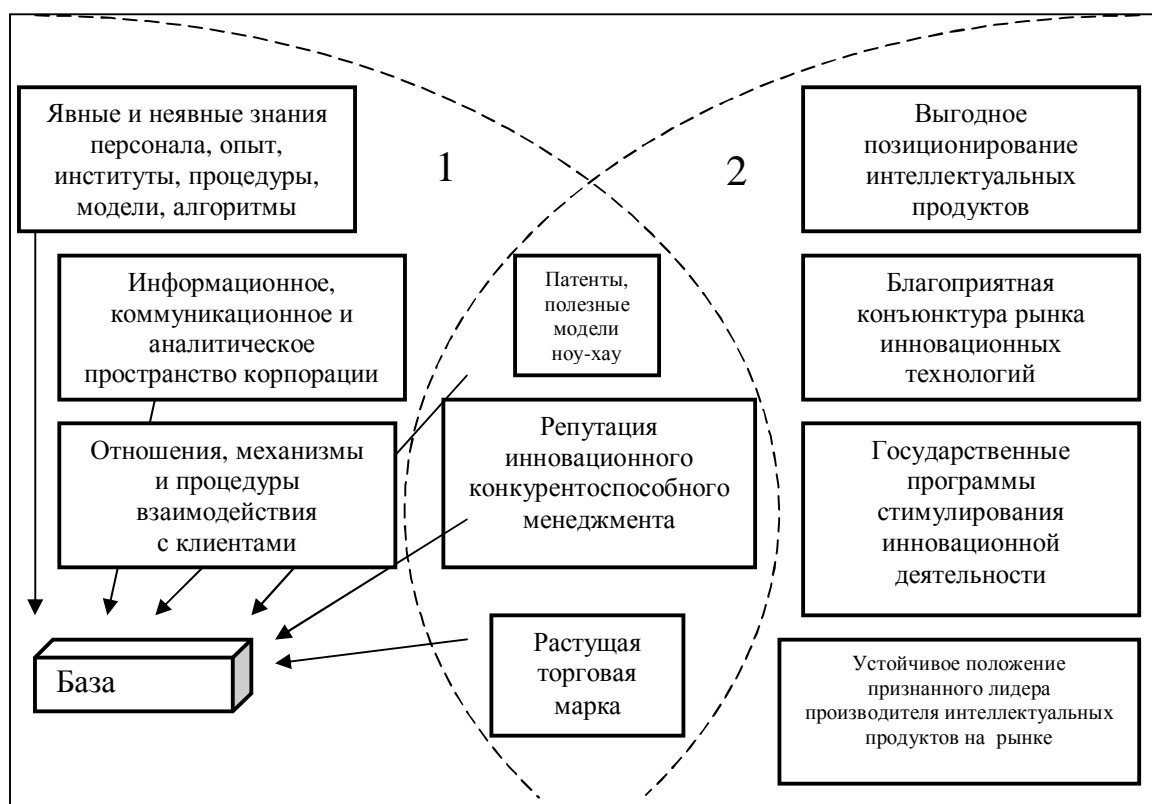 Явные и неявные знания
персонала, опыт,
институты, процедуры,
модели, алгоритмы
1
2
Выгодное
позиционирование
интеллектуальных
продуктов
Информационное,
коммуникационное и
аналитическое
пространство корпорации
Патенты,
полезные
модели
ноу-хау
Благоприятная
конъюнктура рынка
инновационных
технологий
Отношения, механизмы
и процедуры
взаимодействия
с клиентами
Репутация
инновационного
конкурентоспособного
менеджмента
Государственные
программы
стимулирования
инновационной
деятельности
База
Растущая
торговая
марка
Устойчивое положение
признанного лидера
производителя интеллектуальных
продуктов на рынке